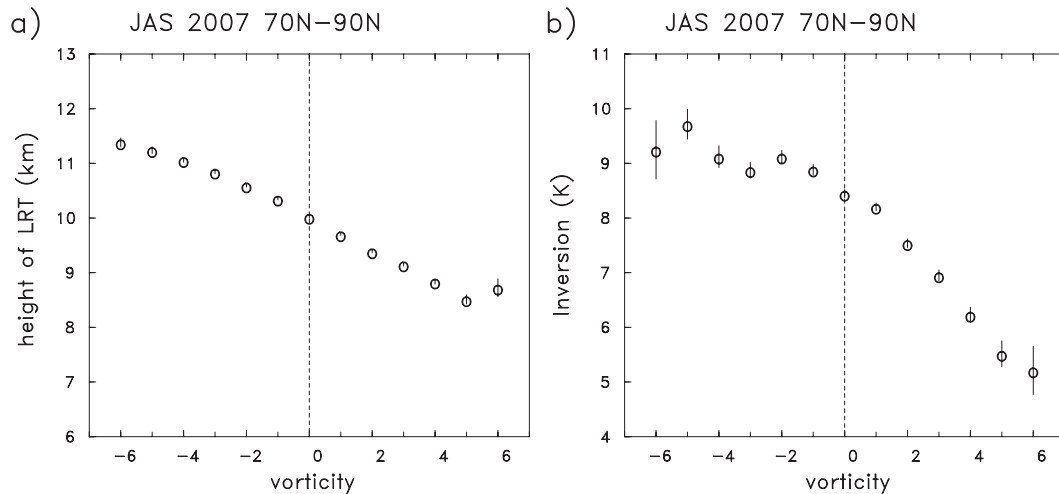 a) JAS 2007 70N−90N
height of LRT (km)
13
12
11
10
9
8
7
6
−6 −4 −2 0 2 4 6
vorticity
b) JAS 2007 70N−90N
Inversion (K)
11
10
9
8
7
6
5
4
−6 −4 −2 0 2 4 6
vorticity